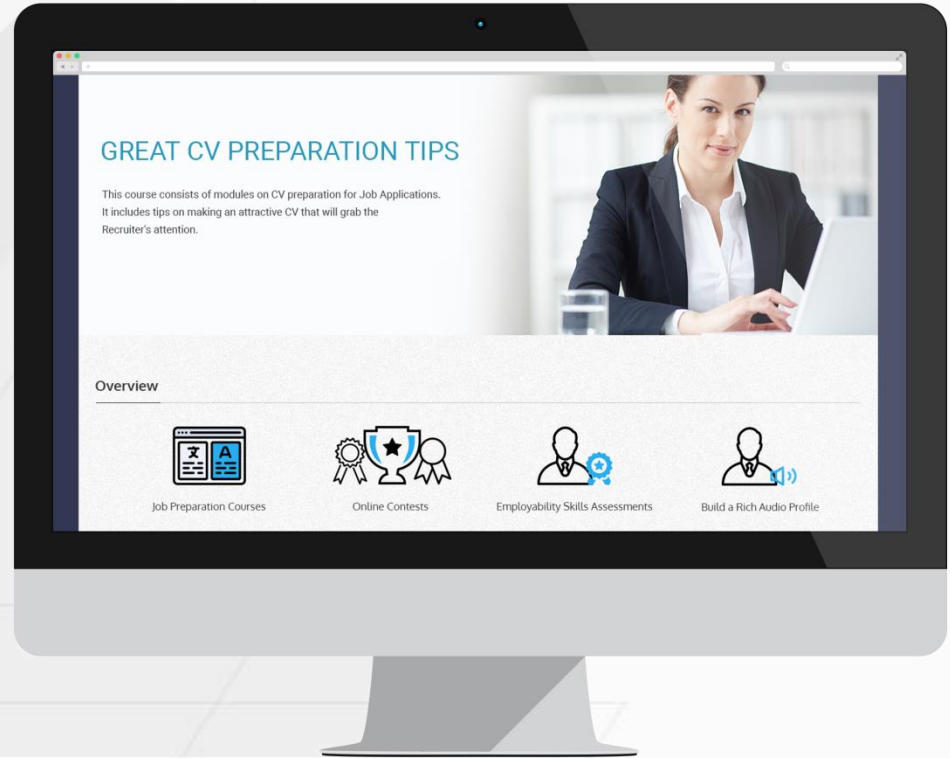 GREAT CV PREPARATION TIPS
This course consists of modules on CV preparation for Job Applications.
It includes tips on making an attractive CV that will grab the
Recruiter's attention.
Overview
文 A
Job Preparation Courses
Online Contests
Employability Skills Assessments
Build a Rich Audio Profile